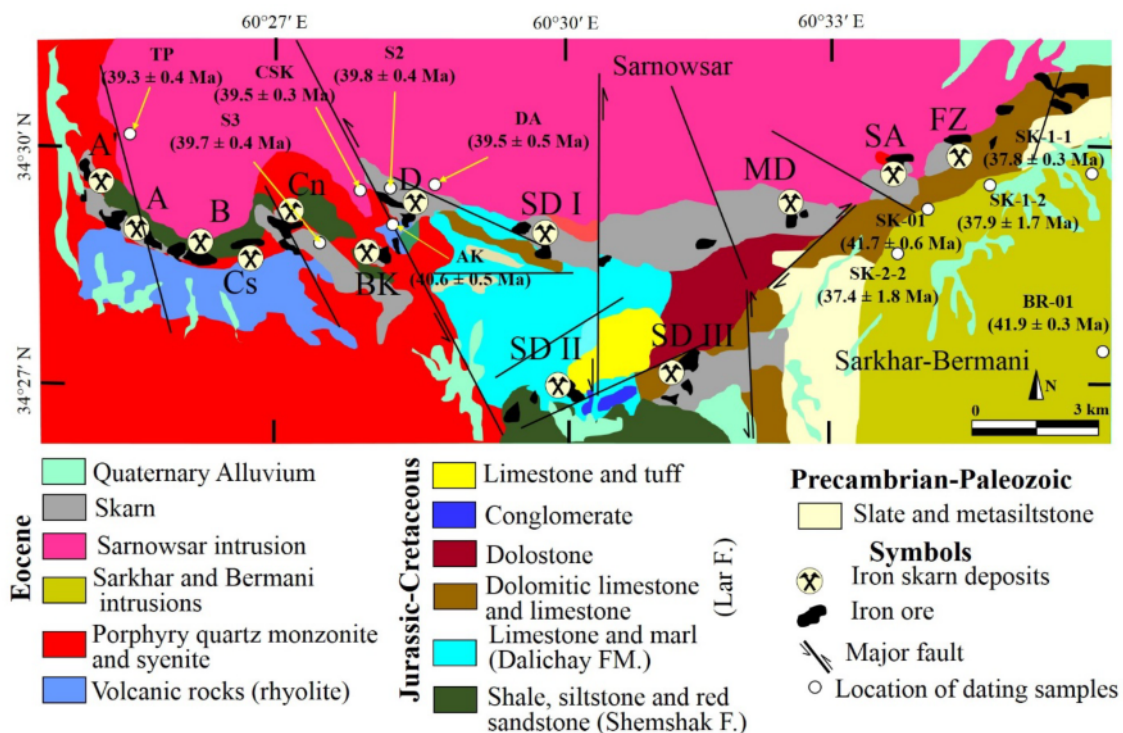 60°27' E
60°30' E
60°33' E
34°30' N
34°27' N
TP
(39.3 ± 0.4 Ma)
CSK
(39.5 ± 0.3 Ma)
S2
(39.8 ± 0.4 Ma)
S3
(39.7 ± 0.4 Ma)
DA
(39.5 ± 0.5 Ma)
Sarnowsar
A'
A
B
Cs
Cn
D
BK
AK
(40.6 ± 0.5 Ma)
SD I
SD II
SD III
MD
SA
FZ
SK-1-1
(37.8 ± 0.3 Ma)
SK-1-2
(37.9 ± 1.7 Ma)
SK-01
(41.7 ± 0.6 Ma)
SK-2-2
(37.4 ± 1.8 Ma)
BR-01
(41.9 ± 0.3 Ma)
Sarkhar-Bermani
N
0 3 km
Eocene
Quaternary Alluvium
Skarn
Sarnowsar intrusion
Sarkhar and Bermani
intrusions
Porphyry quartz monzonite
and syenite
Volcanic rocks (rhyolite)
Jurassic-Cretaceous
Limestone and tuff
Conglomerate
Dolostone
Dolomitic limestone
and limestone
(Lar F.)
Limestone and marl
(Dalichay FM.)
Shale, siltstone and red
sandstone (Shemshak F.)
Precambrian-Paleozoic
Slate and metasiltstone
Symbols
Iron skarn deposits
Iron ore
Major fault
Location of dating samples